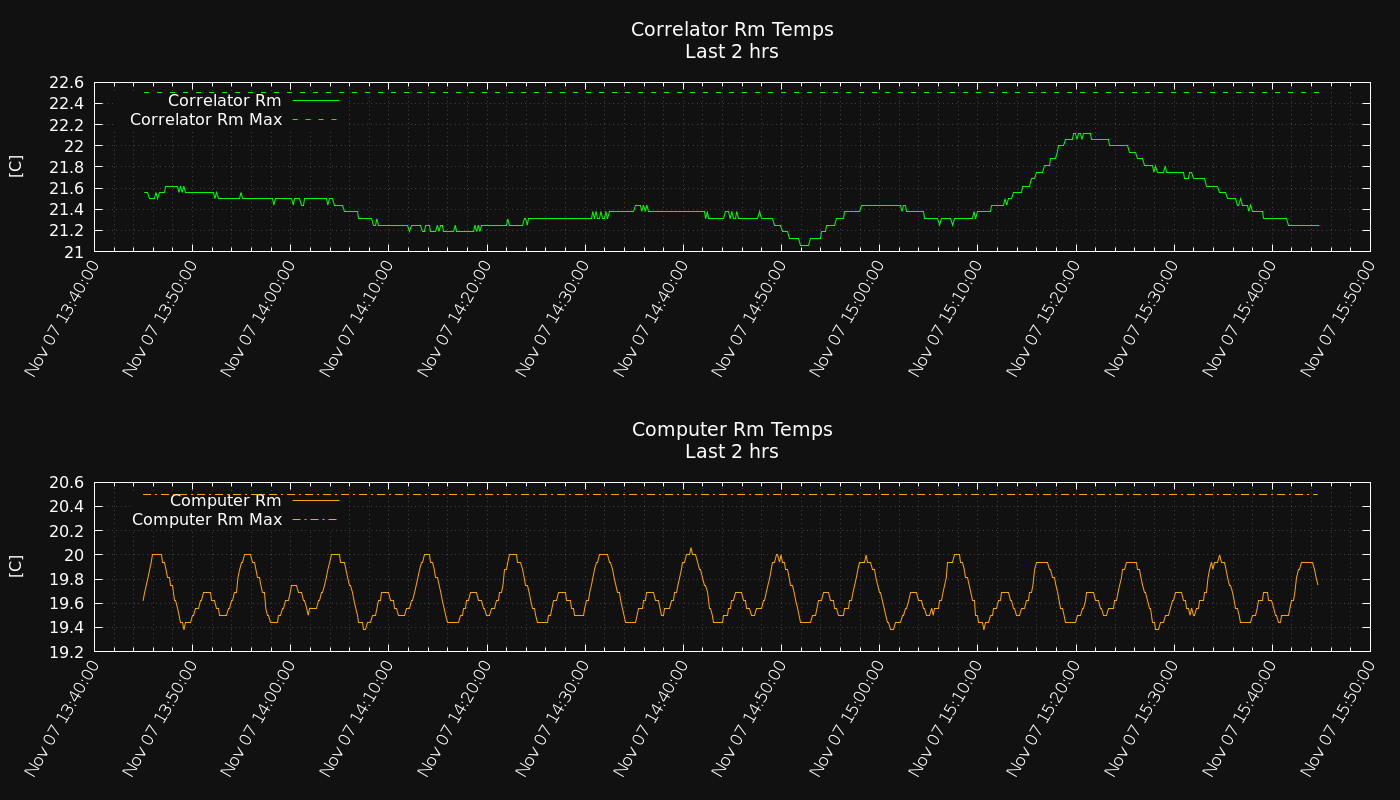 Correlator Rm Temps
Last 2 hrs
22.6
22.4
22.2
22
21.8
21.6
21.4
21.2
21
[C]
Correlator Rm
Correlator Rm Max
Nov 07 13:40:00
Nov 07 13:50:00
Nov 07 14:00:00
Nov 07 14:10:00
Nov 07 14:20:00
Nov 07 14:30:00
Nov 07 14:40:00
Nov 07 14:50:00
Nov 07 15:00:00
Nov 07 15:10:00
Nov 07 15:20:00
Nov 07 15:30:00
Nov 07 15:40:00
Nov 07 15:50:00
Computer Rm Temps
Last 2 hrs
20.6
20.4
20.2
20
19.8
19.6
19.4
19.2
[C]
Computer Rm
Computer Rm Max
Nov 07 13:40:00
Nov 07 13:50:00
Nov 07 14:00:00
Nov 07 14:10:00
Nov 07 14:20:00
Nov 07 14:30:00
Nov 07 14:40:00
Nov 07 14:50:00
Nov 07 15:00:00
Nov 07 15:10:00
Nov 07 15:20:00
Nov 07 15:30:00
Nov 07 15:40:00
Nov 07 15:50:00